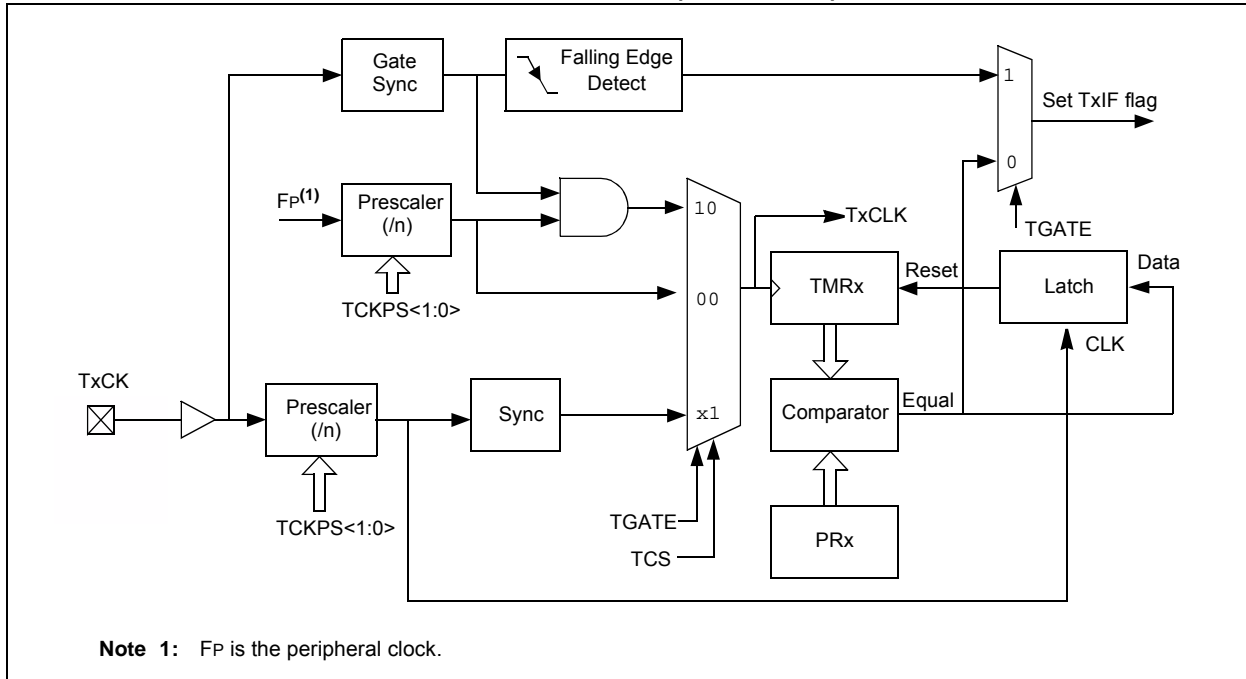 Gate
Sync
Falling Edge
Detect
1
Set TxIF flag
0
FP(1)
Prescaler
(/n)
10
TxCLK
TGATE
Reset
Data
TMRx
Latch
00
TCKPS<1:0>
CLK
TxCK
Prescaler
(/n)
Sync
x1
Comparator
Equal
TCKPS<1:0>
TGATE
TCS
PRx
Note 1: FP is the peripheral clock.